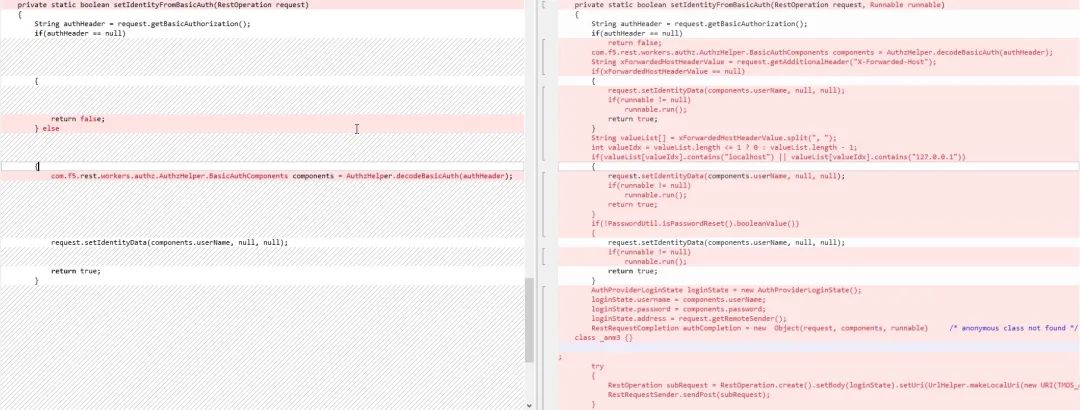 private static boolean setIdentityFromBasicAuth(RestOperation request)
{
String authHeader = request.getBasicAuthorization();
if(authHeader == null)
{
return false;
} else
{
com.f5.rest.workers.authz.AuthzHelper.BasicAuthComponents components = AuthzHelper.decodeBasicAuth(authHeader);
request.setIdentityData(components.userName, null, null);
return true;
}
private static boolean setIdentityFromBasicAuth(RestOperation request, Runnable runnable)
{
String authHeader = request.getBasicAuthorization();
if(authHeader == null)
return false;
com.f5.rest.workers.authz.AuthzHelper.BasicAuthComponents components = AuthzHelper.decodeBasicAuth(authHeader);
String xForwardedHostHeaderValue = request.getAdditionalHeader("X-Forwarded-Host");
if(xForwardedHostHeaderValue == null)
{
request.setIdentityData(components.userName, null, null);
if(runnable != null)
runnable.run();
return true;
}
String valueList[] = xForwardedHostHeaderValue.split(", ");
int valueIdx = valueList.length <= 1 ? 0 : valueList.length - 1;
if(valueList[valueIdx].contains("localhost") || valueList[valueIdx].contains("127.0.0.1"))
{
request.setIdentityData(components.userName, null, null);
if(runnable != null)
runnable.run();
return true;
}
if(!PasswordUtil.isPasswordReset().booleanValue())
{
request.setIdentityData(components.userName, null, null);
if(runnable != null)
runnable.run();
return true;
}
AuthProviderLoginState loginState = new AuthProviderLoginState();
loginState.username = components.userName;
loginState.password = components.password;
loginState.address = request.getRemoteSender();
RestRequestCompletion authCompletion = new Object(request, components, runnable) /* anonymous class not found */
class _anm3 {}
;
try
{
RestOperation subRequest = RestOperation.create().setBody(loginState).setUri(UrlHelper.makeLocalUri(new URI(TMOS_
RestRequestSender.sendPost(subRequest);
}